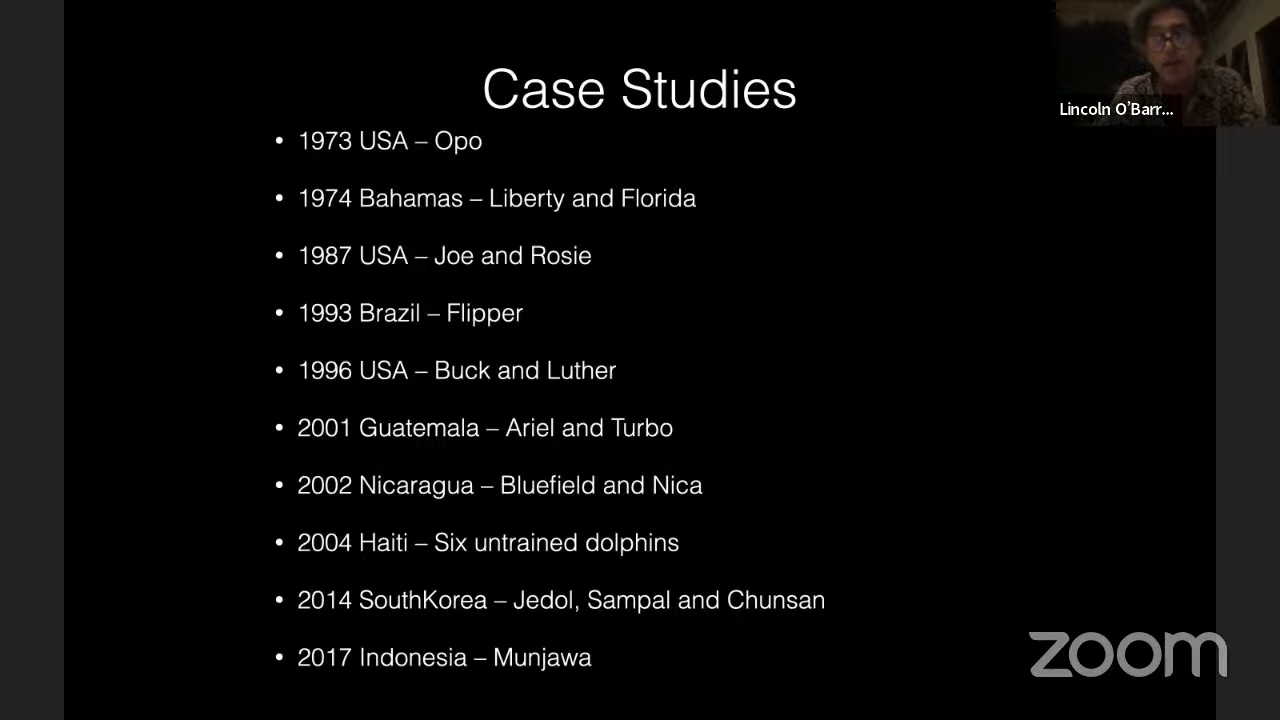 Case Studies
Lincoln O'Barr...
• 1973 USA – Opo
• 1974 Bahamas – Liberty and Florida
• 1987 USA – Joe and Rosie
• 1993 Brazil – Flipper
• 1996 USA – Buck and Luther
• 2001 Guatemala – Ariel and Turbo
• 2002 Nicaragua – Bluefield and Nica
• 2004 Haiti – Six untrained dolphins
• 2014 SouthKorea – Jedol, Sampal and Chunsan
• 2017 Indonesia – Munjawa
zoom